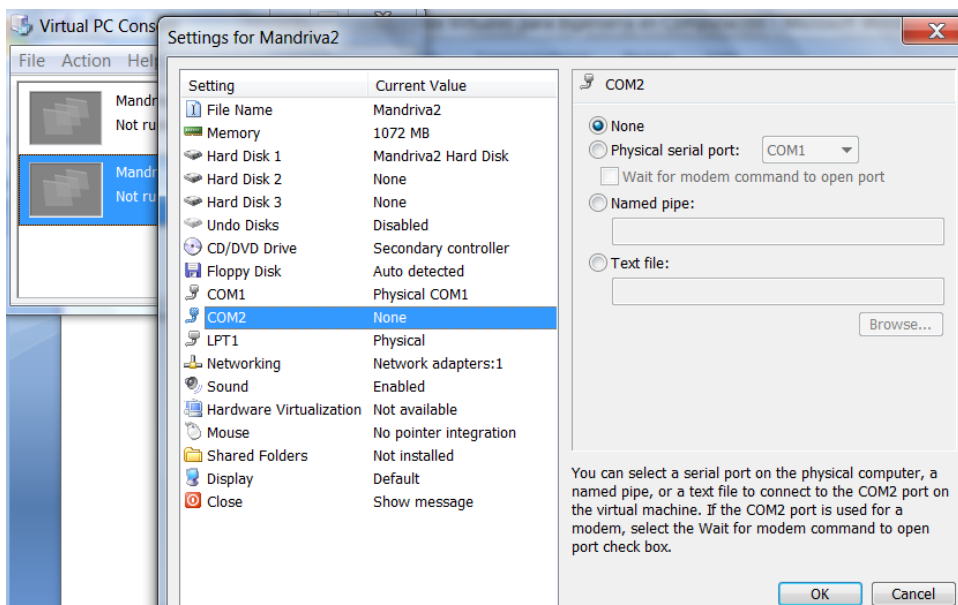 Virtual PC Cons
File Action Hel
Mandr
Not ru
Mandr
Not ru
Settings for Mandriva2
Setting Current Value
File Name Mandriva2
Memory 1072 MB
Hard Disk 1 Mandriva2 Hard Disk
Hard Disk 2 None
Hard Disk 3 None
Undo Disks Disabled
CD/DVD Drive Secondary controller
Floppy Disk Auto detected
COM1 Physical COM1
COM2 None
LPT1 Physical
Networking Network adapters:1
Sound Enabled
Hardware Virtualization Not available
Mouse No pointer integration
Shared Folders Not installed
Display Default
Close Show message
COM2
None
Physical serial port: COM1
Wait for modem command to open port
Named pipe:
Text file:
Browse...
You can select a serial port on the physical computer, a
named pipe, or a text file to connect to the COM2 port on
the virtual machine. If the COM2 port is used for a
modem, select the Wait for modem command to open
port check box.
OK Cancel